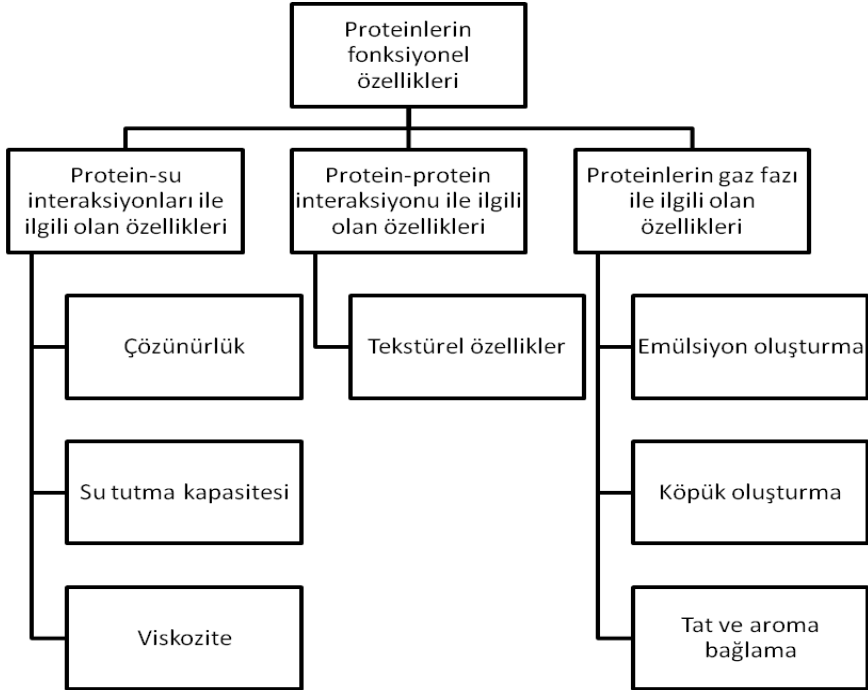 Proteinlerin
fonksiyonel
özellikleri
Protein-su
interaksiyonları ile
ilgili olan özellikleri
Protein-protein
interaksiyonu ile ilgili
olan özellikleri
Proteinlerin gaz fazı
ile ilgili olan
özellikleri
Çözünürlük
Tekstürel özellikler
Emülsiyon oluşturma
Su tutma kapasitesi
Köpük oluşturma
Viskozite
Tat ve aroma
bağlama